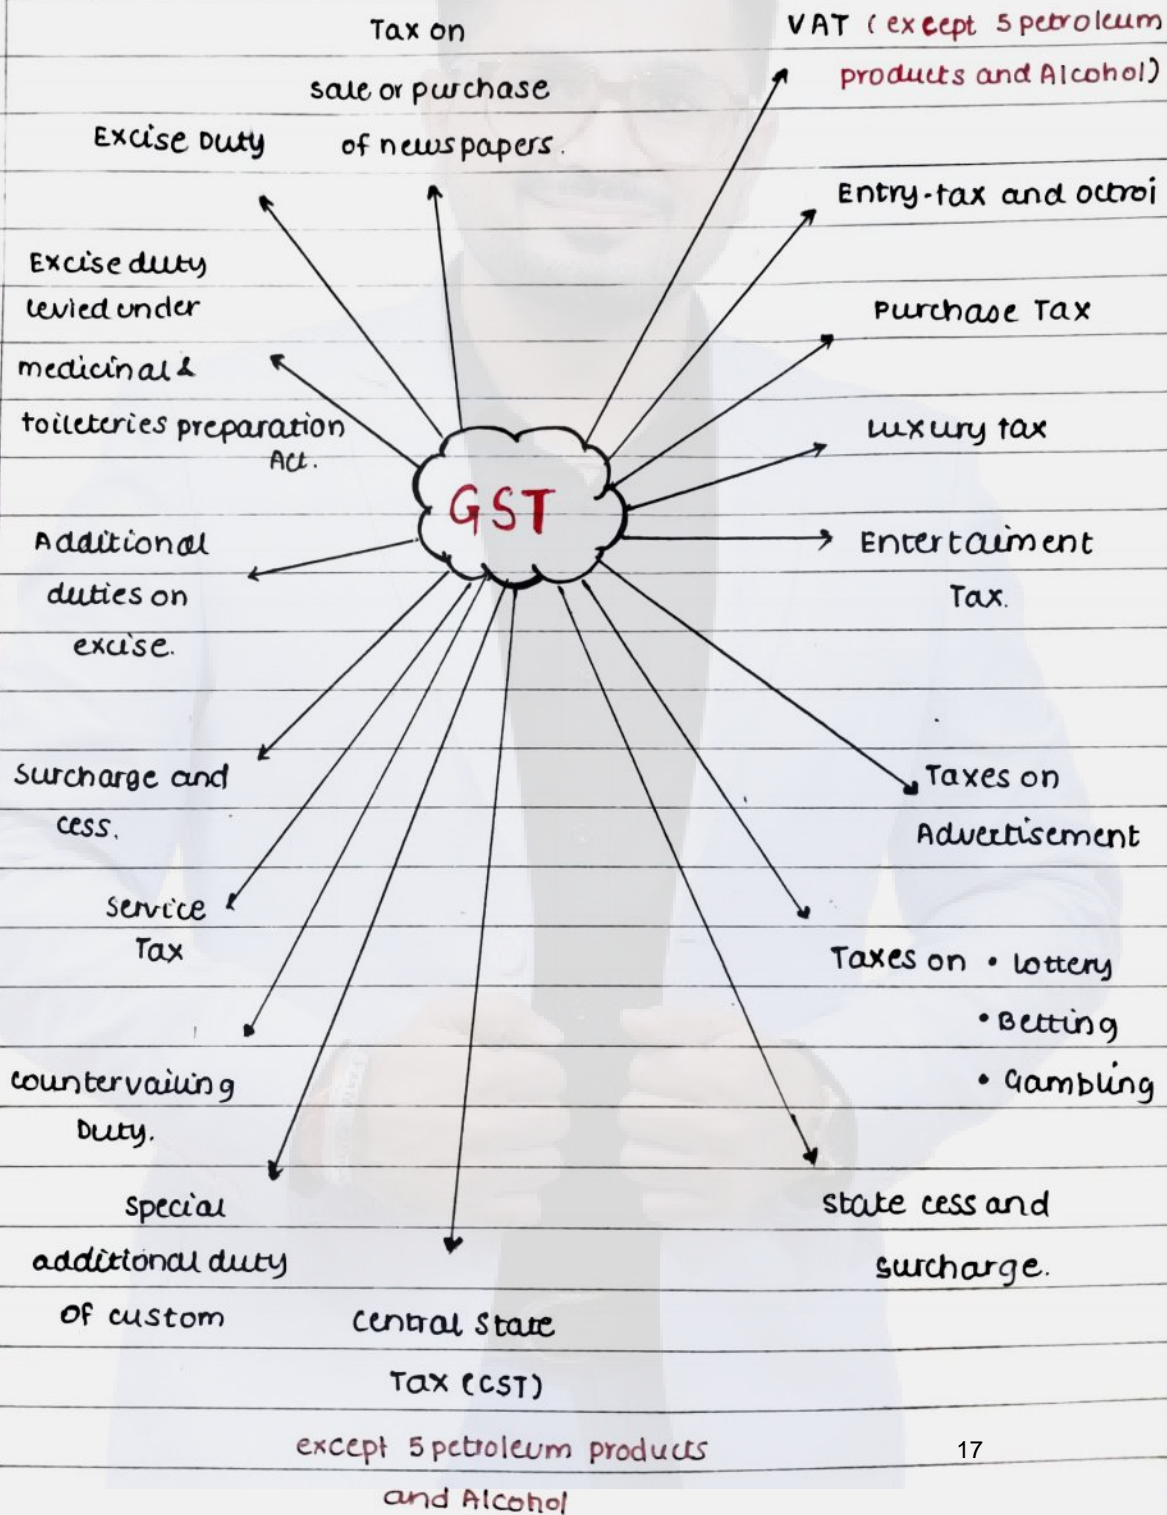 Tax on
sale or purchase
of newspapers.
VAT (except 5 petroleum
products and Alcohol)
Excise Duty
Entry-tax and octroi
Excise duty
levied under
medicinal &
toileteries preparation
Act.
Purchase Tax
Luxury tax
GST
Additional
duties on
excise.
Entertaiment
Tax.
Surcharge and
cess.
Taxes on
Advertisement
Service
Tax
Taxes on • Lottery
• Betting
• Gambling
countervailing
Duty.
Special
additional duty
of custom
state cess and
surcharge.
Central State
Tax (CST)
except 5 petroleum products
and Alcohol
17